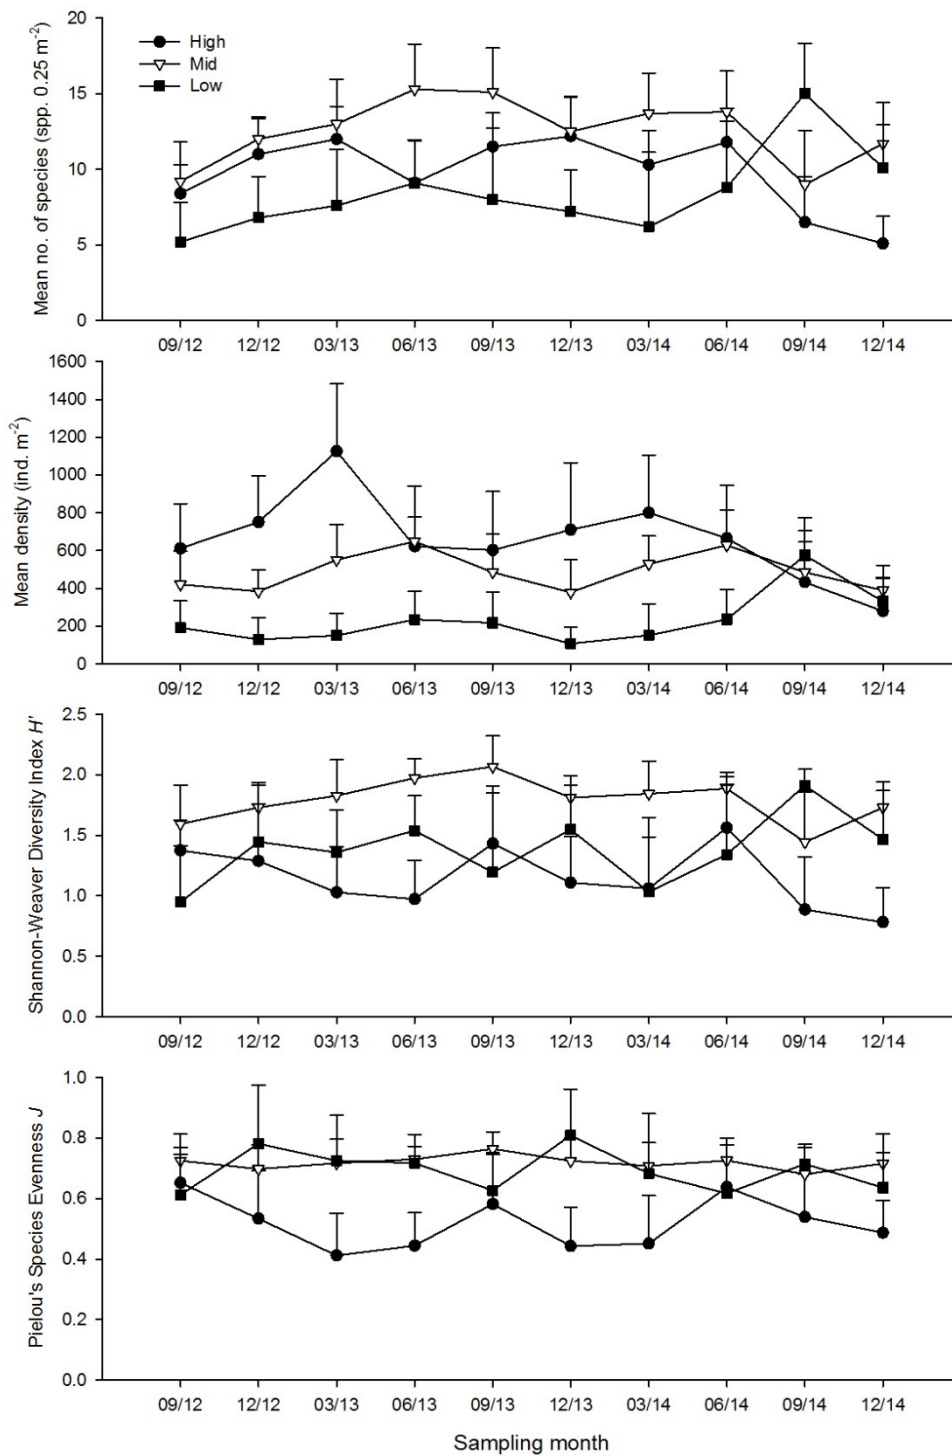 Mean no. of species (spp. 0.25 m-2)
20
15
10
5
0
High
Mid
Low
09/12 12/12 03/13 06/13 09/13 12/13 03/14 06/14 09/14 12/14
Mean density (ind. m-2)
1600
1400
1200
1000
800
600
400
200
0
09/12 12/12 03/13 06/13 09/13 12/13 03/14 06/14 09/14 12/14
Shannon-Weaver Diversity Index H'
2.5
2.0
1.5
1.0
0.5
0.0
09/12 12/12 03/13 06/13 09/13 12/13 03/14 06/14 09/14 12/14
Pielou's Species Evenness J
1.0
0.8
0.6
0.4
0.2
0.0
09/12 12/12 03/13 06/13 09/13 12/13 03/14 06/14 09/14 12/14
Sampling month